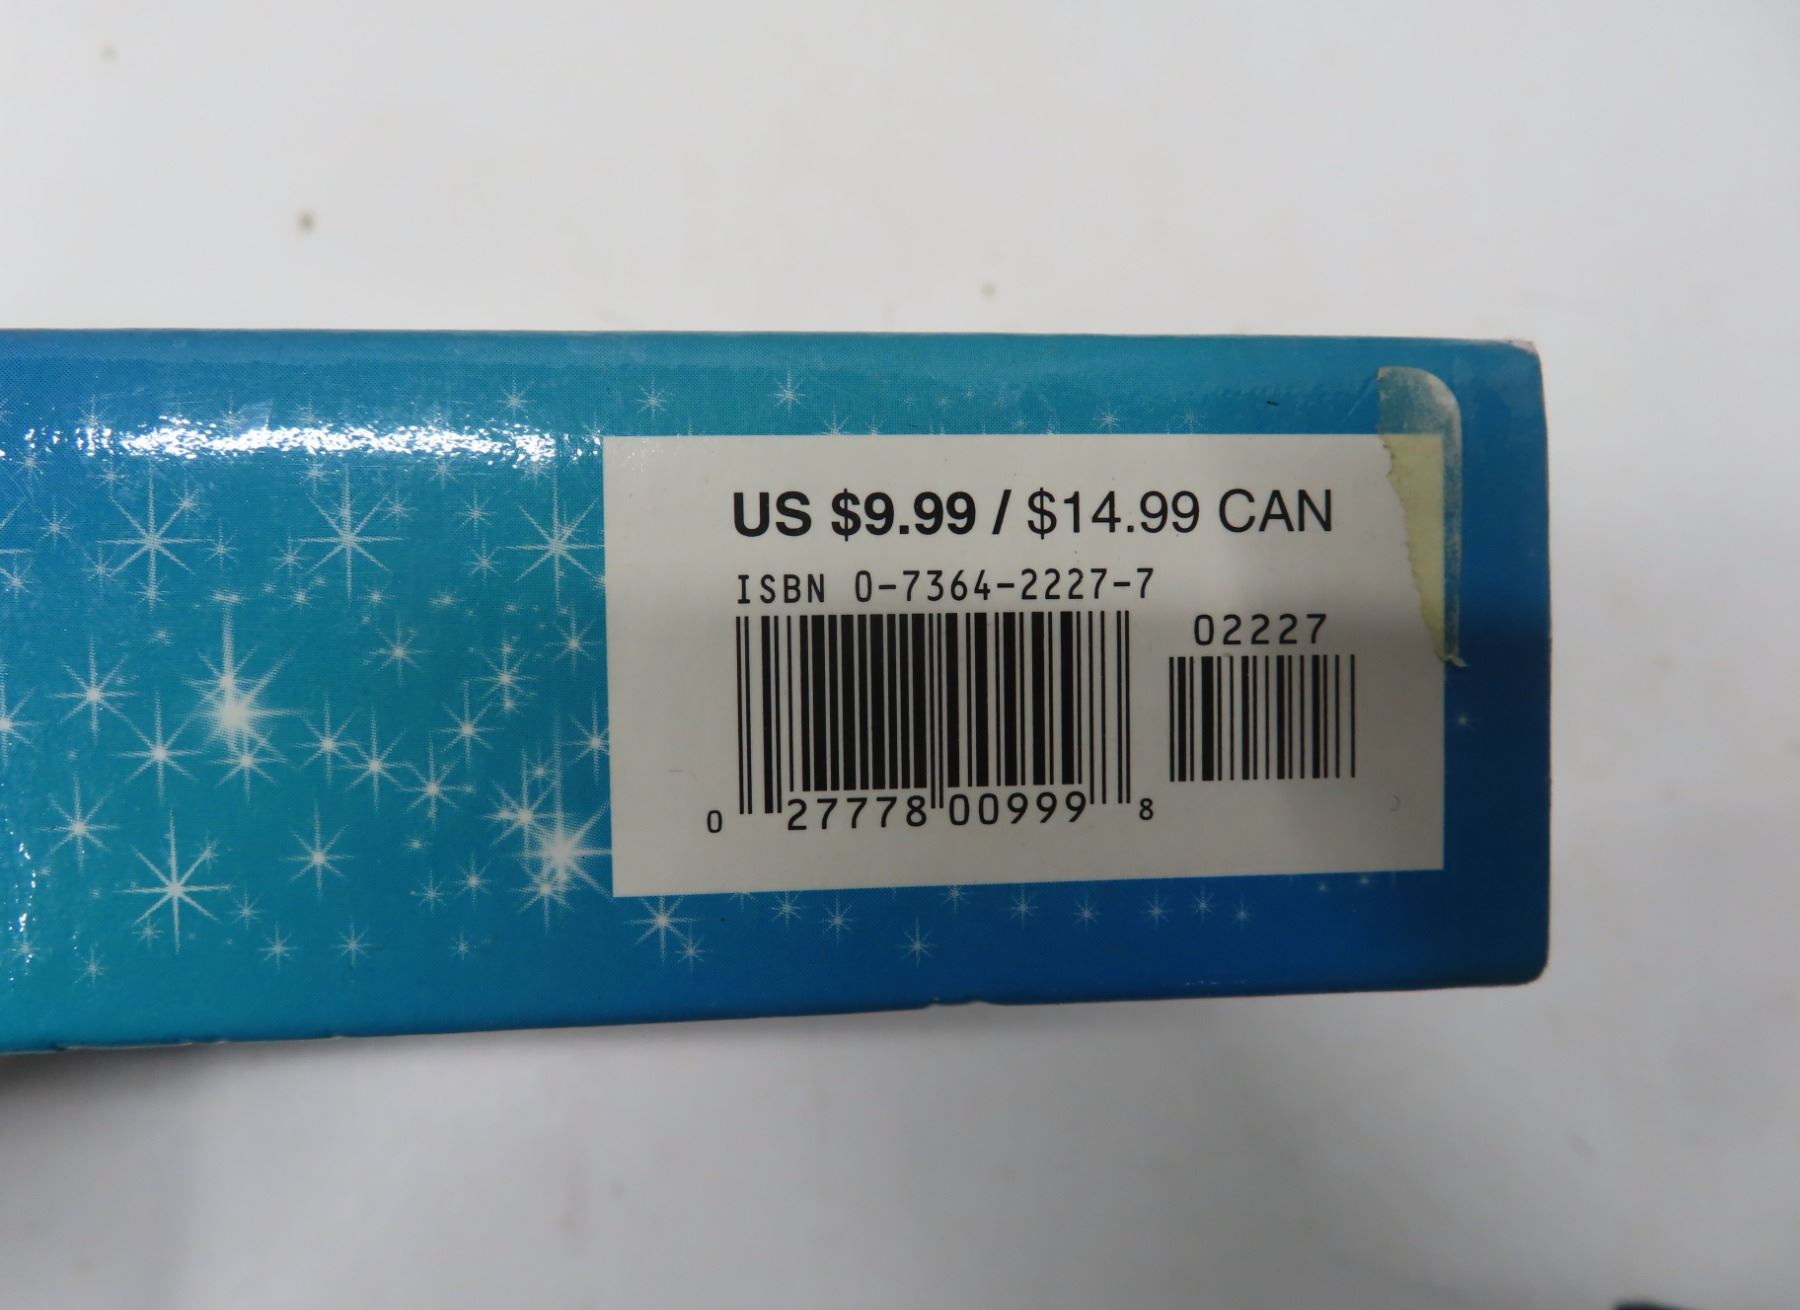 US $9.99 / $14.99 CAN
ISBN 0-7364-2227-7
02227
0 27778 00999 8